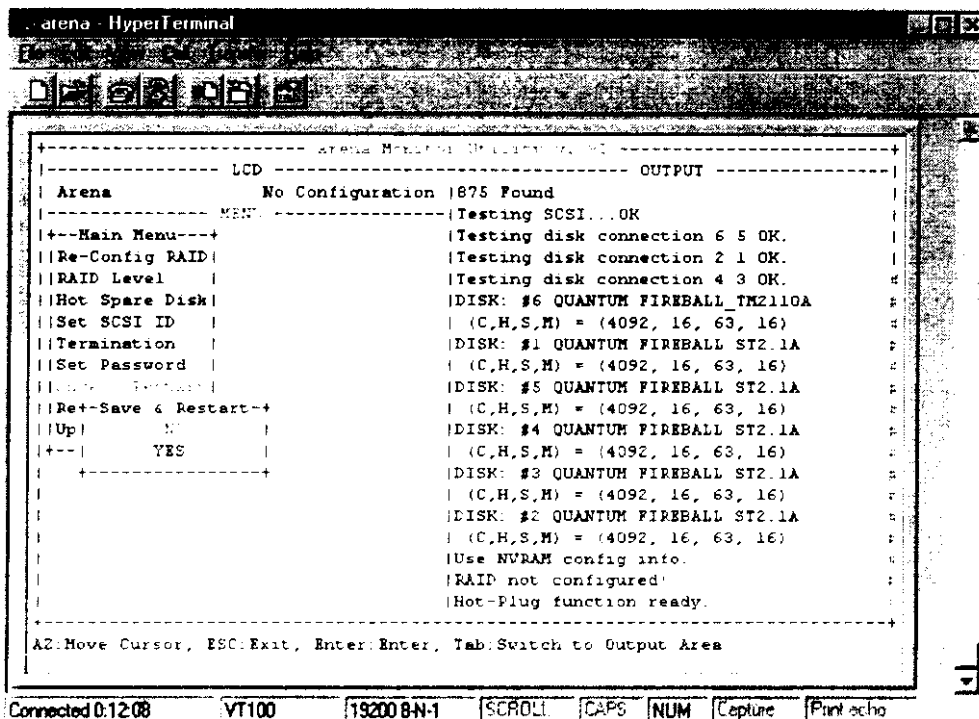 arena - HyperTerminal
Arena Monitor Utility
LCD OUTPUT
Arena No Configuration 875 Found
MENU Testing SCSI...OK
+--Main Menu---+ Testing disk connection 6 5 OK.
Re-Config RAID Testing disk connection 2 1 OK.
RAID Level Testing disk connection 4 3 OK.
Hot Spare Disk DISK: #6 QUANTUM FIREBALL_TM2110A
Set SCSI ID (C,H,S,M) = (4092, 16, 63, 16)
Termination DISK: #1 QUANTUM FIREBALL ST2.1A
Set Password (C,H,S,M) = (4092, 16, 63, 16)
DISK: #5 QUANTUM FIREBALL ST2.1A
Re+-Save & Restart-+ (C,H,S,M) = (4092, 16, 63, 16)
Up DISK: #4 QUANTUM FIREBALL ST2.1A
+--| YES (C,H,S,M) = (4092, 16, 63, 16)
DISK: #3 QUANTUM FIREBALL ST2.1A
(C,H,S,M) = (4092, 16, 63, 16)
DISK: #2 QUANTUM FIREBALL ST2.1A
(C,H,S,M) = (4092, 16, 63, 16)
Use NVRAM config info.
RAID not configured!
Hot-Plug function ready.
AZ:Move Cursor, ESC:Exit, Enter:Enter, Tab:Switch to Output Area
Connected 0:12:08 VT100 19200 8-N-1 SCROLL CAPS NUM Capture Print echo